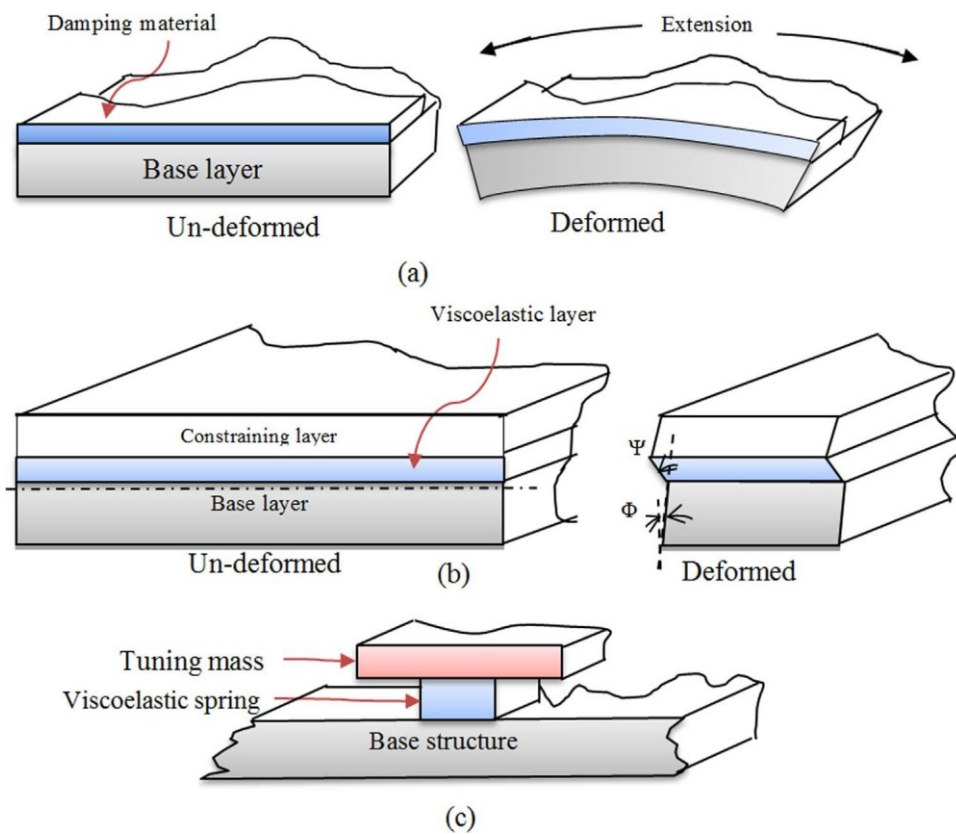 Damping material
Extension
Base layer
Un-deformed
Deformed
(a)
Viscoelastic layer
Constraining layer
Base layer
Ψ
Φ
Un-deformed
(b)
Deformed
Tuning mass
Viscoelastic spring
Base structure
(c)